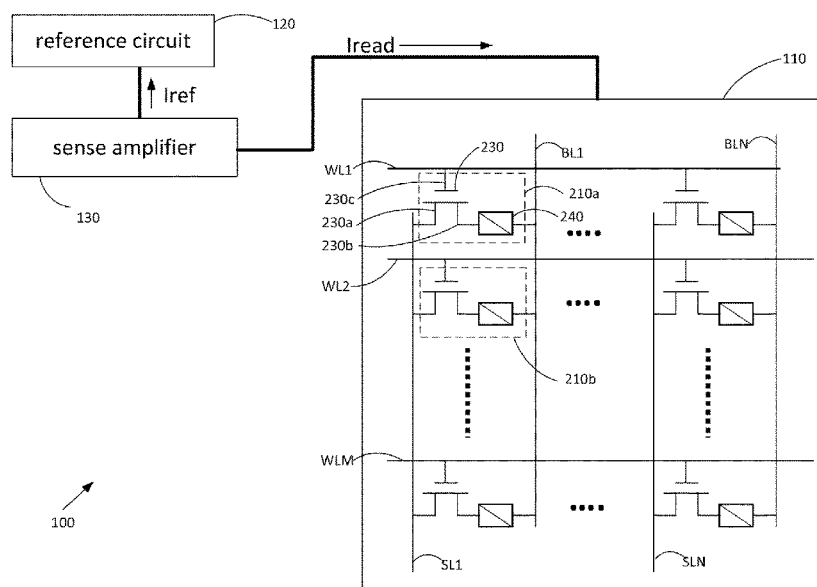 reference circuit
120
Iread
110
Iref
sense amplifier
130
BL1
BLN
WL1
230
230c
210a
230a
240
230b
WL2
210b
WLM
100
SL1
SLN